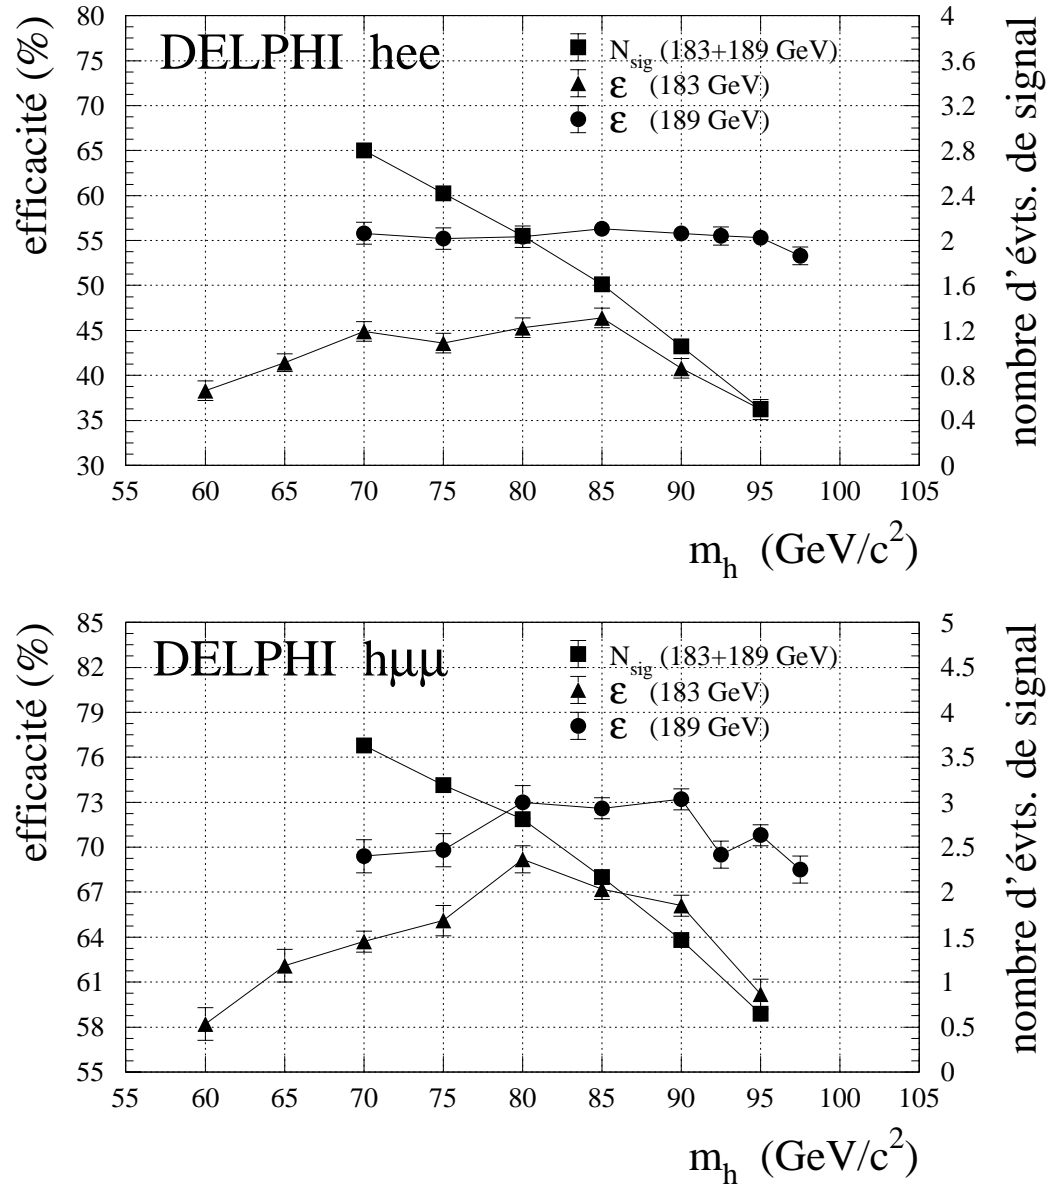 DELPHI hee
N_sig (183+189 GeV)
ε (183 GeV)
ε (189 GeV)
efficacité (%)
80
75
70
65
60
55
50
45
40
35
30
nombre d'évts. de signal
4
3.6
3.2
2.8
2.4
2
1.6
1.2
0.8
0.4
0
55 60 65 70 75 80 85 90 95 100 105
m_h (GeV/c²)
DELPHI hμμ
N_sig (183+189 GeV)
ε (183 GeV)
ε (189 GeV)
efficacité (%)
85
82
79
76
73
70
67
64
61
58
55
nombre d'évts. de signal
5
4.5
4
3.5
3
2.5
2
1.5
1
0.5
0
55 60 65 70 75 80 85 90 95 100 105
m_h (GeV/c²)